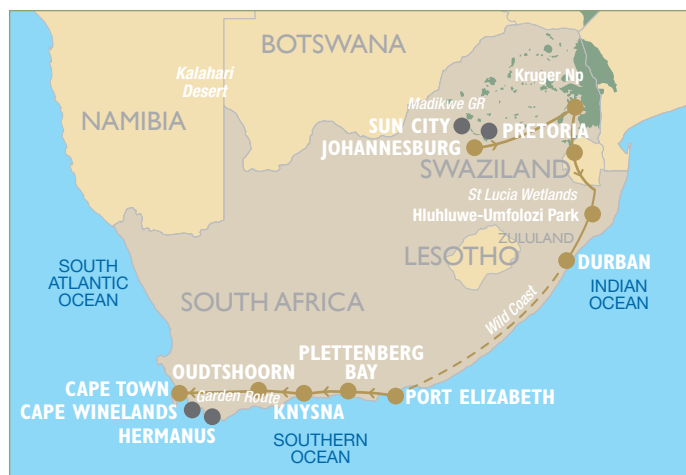 BOTSWANA
Kalahari
Desert
NAMIBIA
Kruger Np
Madikwe GR
SUN CITY
PRETORIA
JOHANNESBURG
SWAZILAND
St Lucia Wetlands
Hluhluwe-Umfolozi Park
ZULULAND
LESOTHO
DURBAN
SOUTH
ATLANTIC
OCEAN
INDIAN
OCEAN
SOUTH AFRICA
Wild Coast
PLETTENBERG
BAY
OUDTSHOORN
CAPE TOWN
Garden Route
PORT ELIZABETH
CAPE WINELANDS
KNYSNA
HERMANUS
SOUTHERN
OCEAN